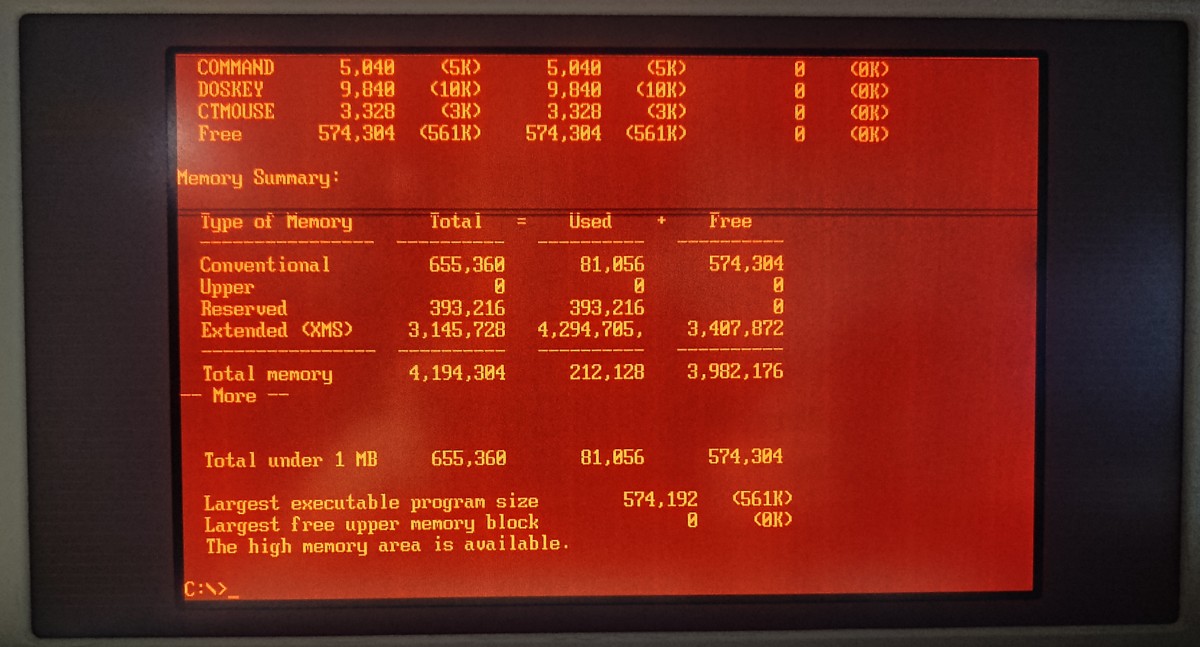 COMMAND 5,040 (5K) 5,040 (5K) 0 (0K)
DOSKEY 9,840 (10K) 9,840 (10K) 0 (0K)
CTMOUSE 3,328 (3K) 3,328 (3K) 0 (0K)
Free 574,304 (561K) 574,304 (561K) 0 (0K)
Memory Summary:
Type of Memory Total = Used + Free
---------------- ---------- ---------- ----------
Conventional 655,360 81,056 574,304
Upper 0 0 0
Reserved 393,216 393,216 0
Extended (XMS) 3,145,728 4,294,705, 3,407,872
---------------- ---------- ---------- ----------
Total memory 4,194,304 212,128 3,982,176
-- More --
Total under 1 MB 655,360 81,056 574,304
Largest executable program size 574,192 (561K)
Largest free upper memory block 0 (0K)
The high memory area is available.
C:\>_